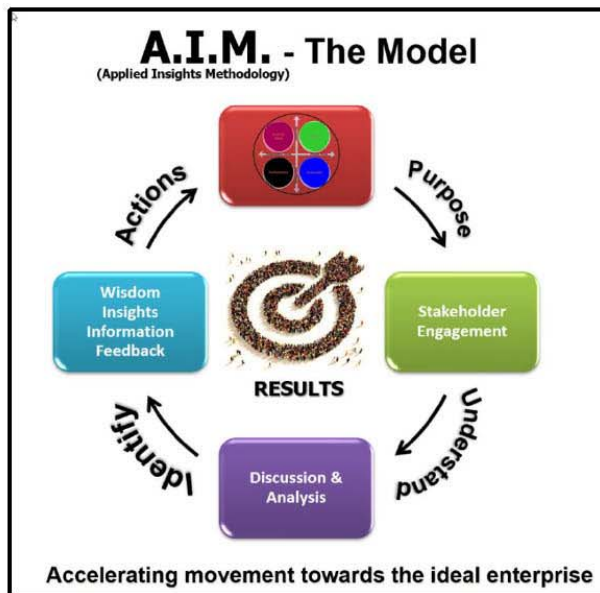 A.I.M. - The Model
(Applied Insights Methodology)
Actions
Purpose
Wisdom
Insights
Information
Feedback
Stakeholder
Engagement
RESULTS
Identify
Understand
Discussion &
Analysis
Accelerating movement towards the ideal enterprise